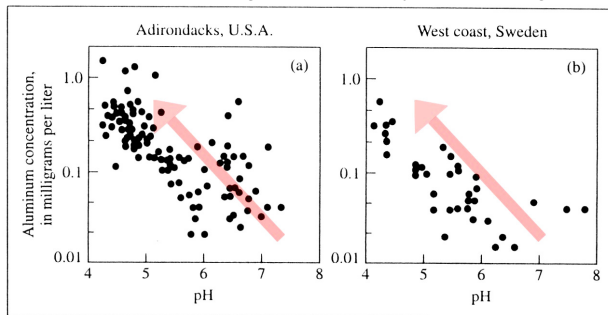 Adirondacks, U.S.A.
West coast, Sweden
Aluminum concentration,
in milligrams per liter
(a)
1.0
0.1
0.01
4 5 6 7 8
pH
(b)
1.0
0.1
0.01
4 5 6 7 8
pH